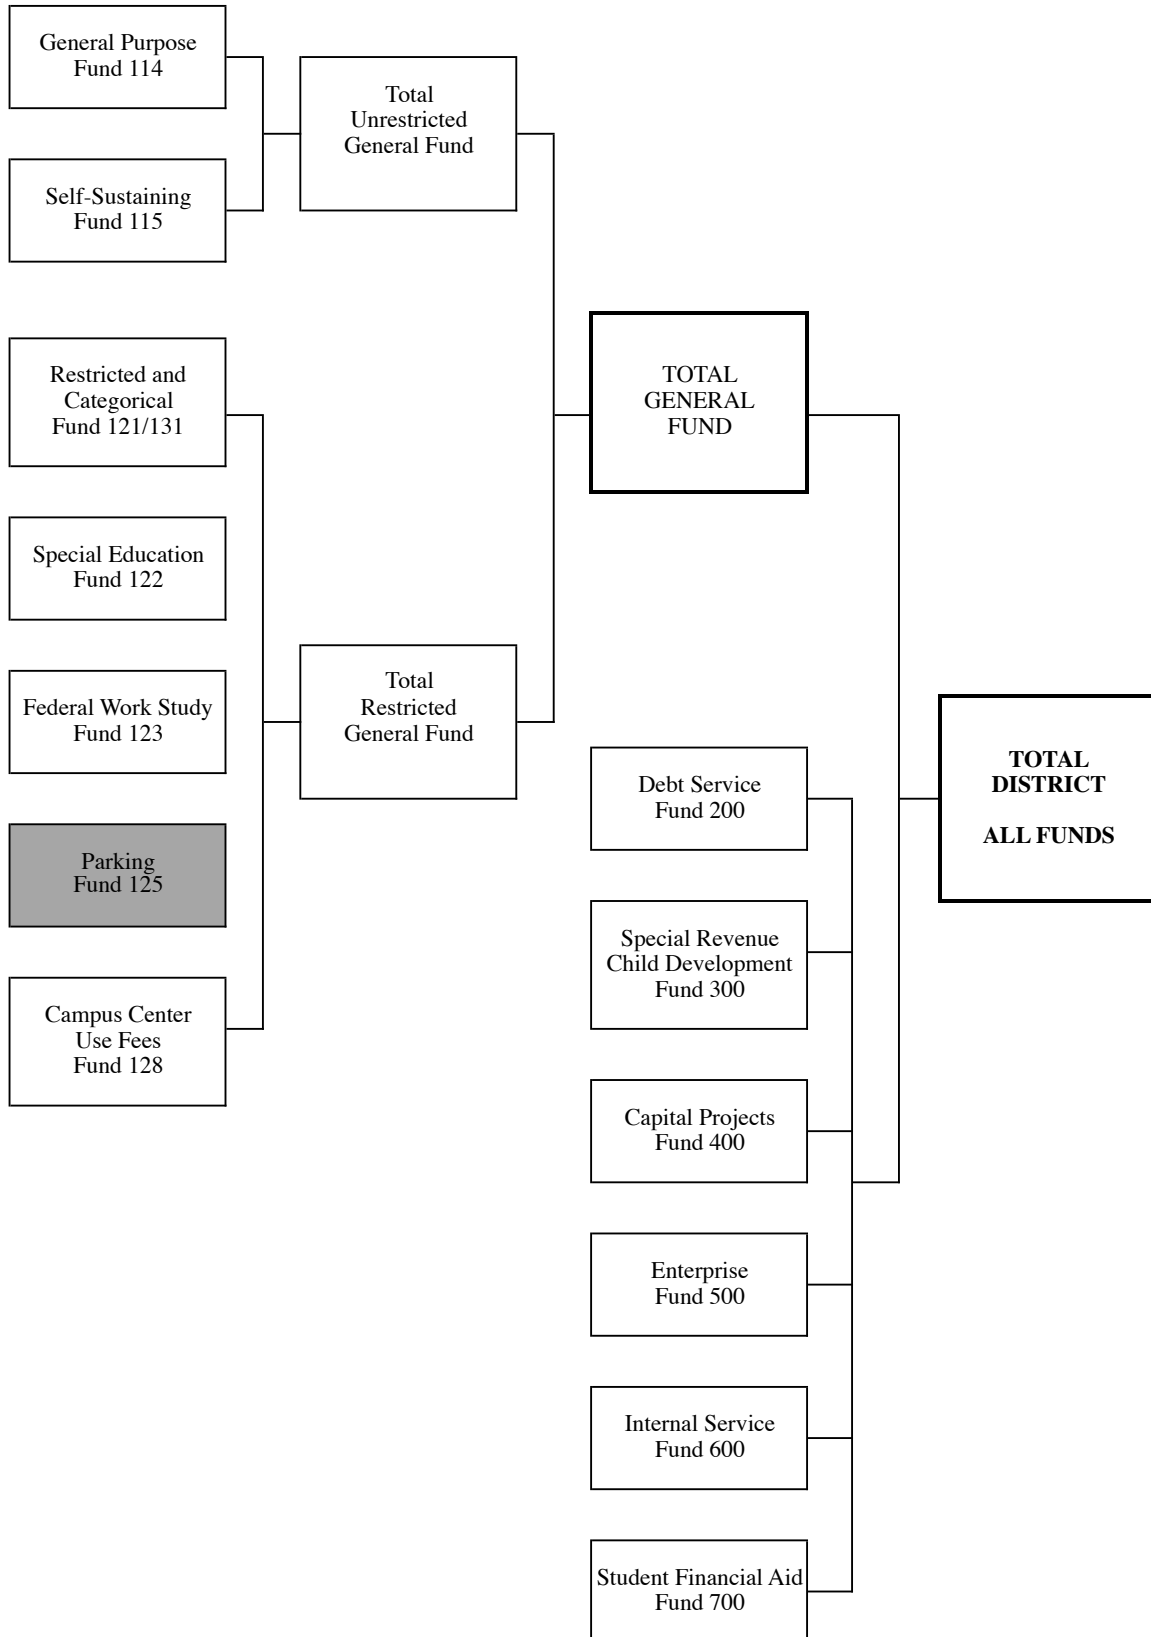 General Purpose
Fund 114
Self-Sustaining
Fund 115
Total
Unrestricted
General Fund
Restricted and
Categorical
Fund 121/131
Special Education
Fund 122
Federal Work Study
Fund 123
Parking
Fund 125
Campus Center
Use Fees
Fund 128
Total
Restricted
General Fund
TOTAL
GENERAL
FUND
Debt Service
Fund 200
Special Revenue
Child Development
Fund 300
Capital Projects
Fund 400
Enterprise
Fund 500
Internal Service
Fund 600
Student Financial Aid
Fund 700
TOTAL
DISTRICT
ALL FUNDS